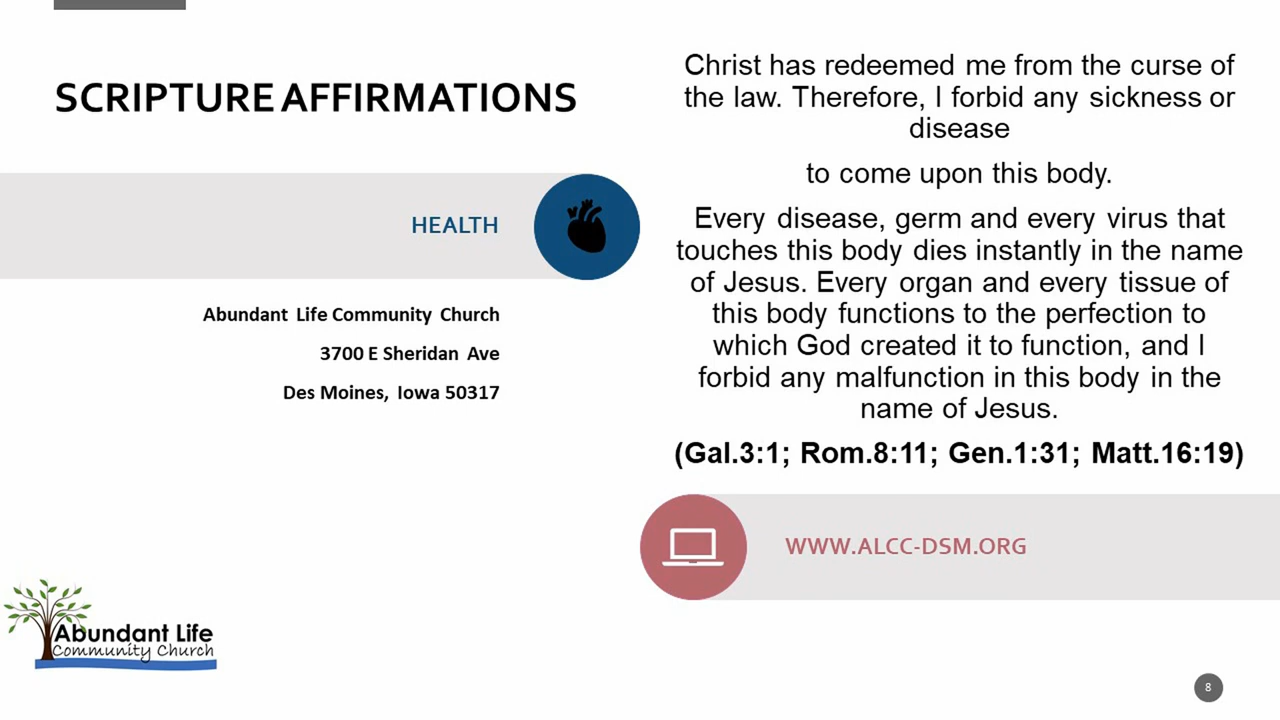 SCRIPTURE AFFIRMATIONS
HEALTH
Abundant Life Community Church
3700 E Sheridan Ave
Des Moines, Iowa 50317
Christ has redeemed me from the curse of
the law. Therefore, I forbid any sickness or
disease
to come upon this body.
Every disease, germ and every virus that
touches this body dies instantly in the name
of Jesus. Every organ and every tissue of
this body functions to the perfection to
which God created it to function, and I
forbid any malfunction in this body in the
name of Jesus.
(Gal.3:1; Rom.8:11; Gen.1:31; Matt.16:19)
WWW.ALCC-DSM.ORG
Abundant Life
Community Church
8